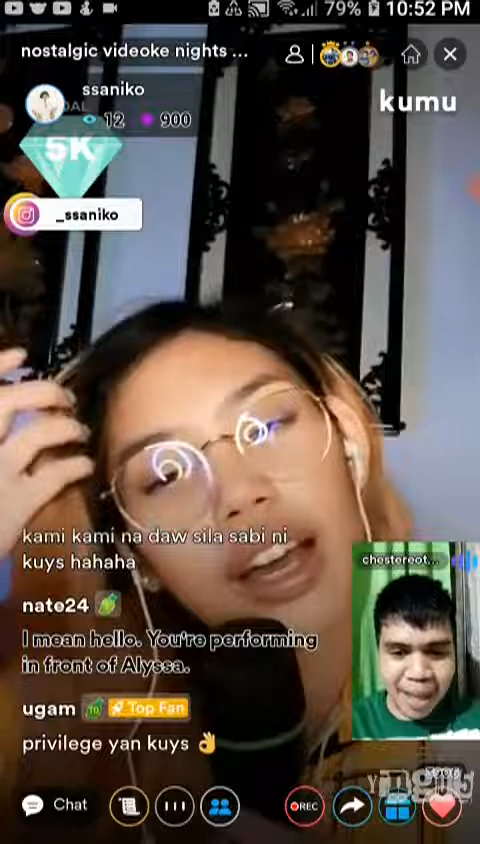 79% 10:52 PM
nostalgic videoke nights ...
ssaniko
12 900
kumu
5K
_ssaniko
kami kami na daw sila sabi ni
kuys hahaha
chestereot...
nate24
I mean hello. You're performing
in front of Alyssa.
ugam Top Fan
privilege yan kuys 👌
Chat
REC